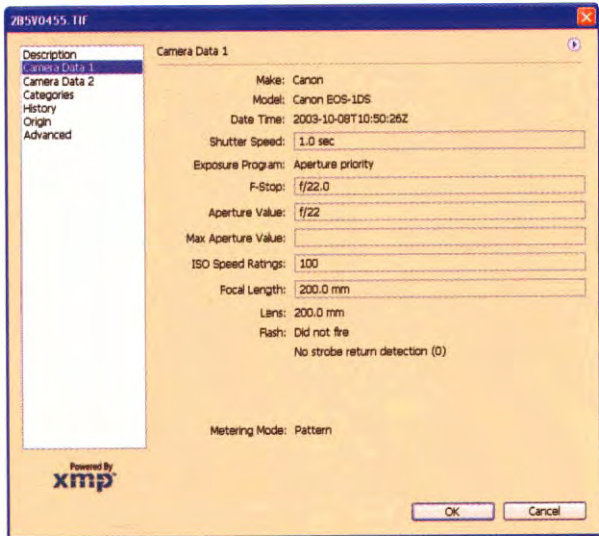 2B5V0455.TIF
Description
Camera Data 1
Camera Data 2
Categories
History
Origin
Advanced
Camera Data 1
Make: Canon
Model: Canon EOS-1DS
Date Time: 2003-10-08T10:50:26Z
Shutter Speed: 1.0 sec
Exposure Program: Aperture priority
F-Stop: f/22.0
Aperture Value: f/22
Max Aperture Value:
ISO Speed Ratings: 100
Focal Length: 200.0 mm
Lens: 200.0 mm
Flash: Did not fire
No strobe return detection (0)
Metering Mode: Pattern
Powered By
xmp
OK Cancel